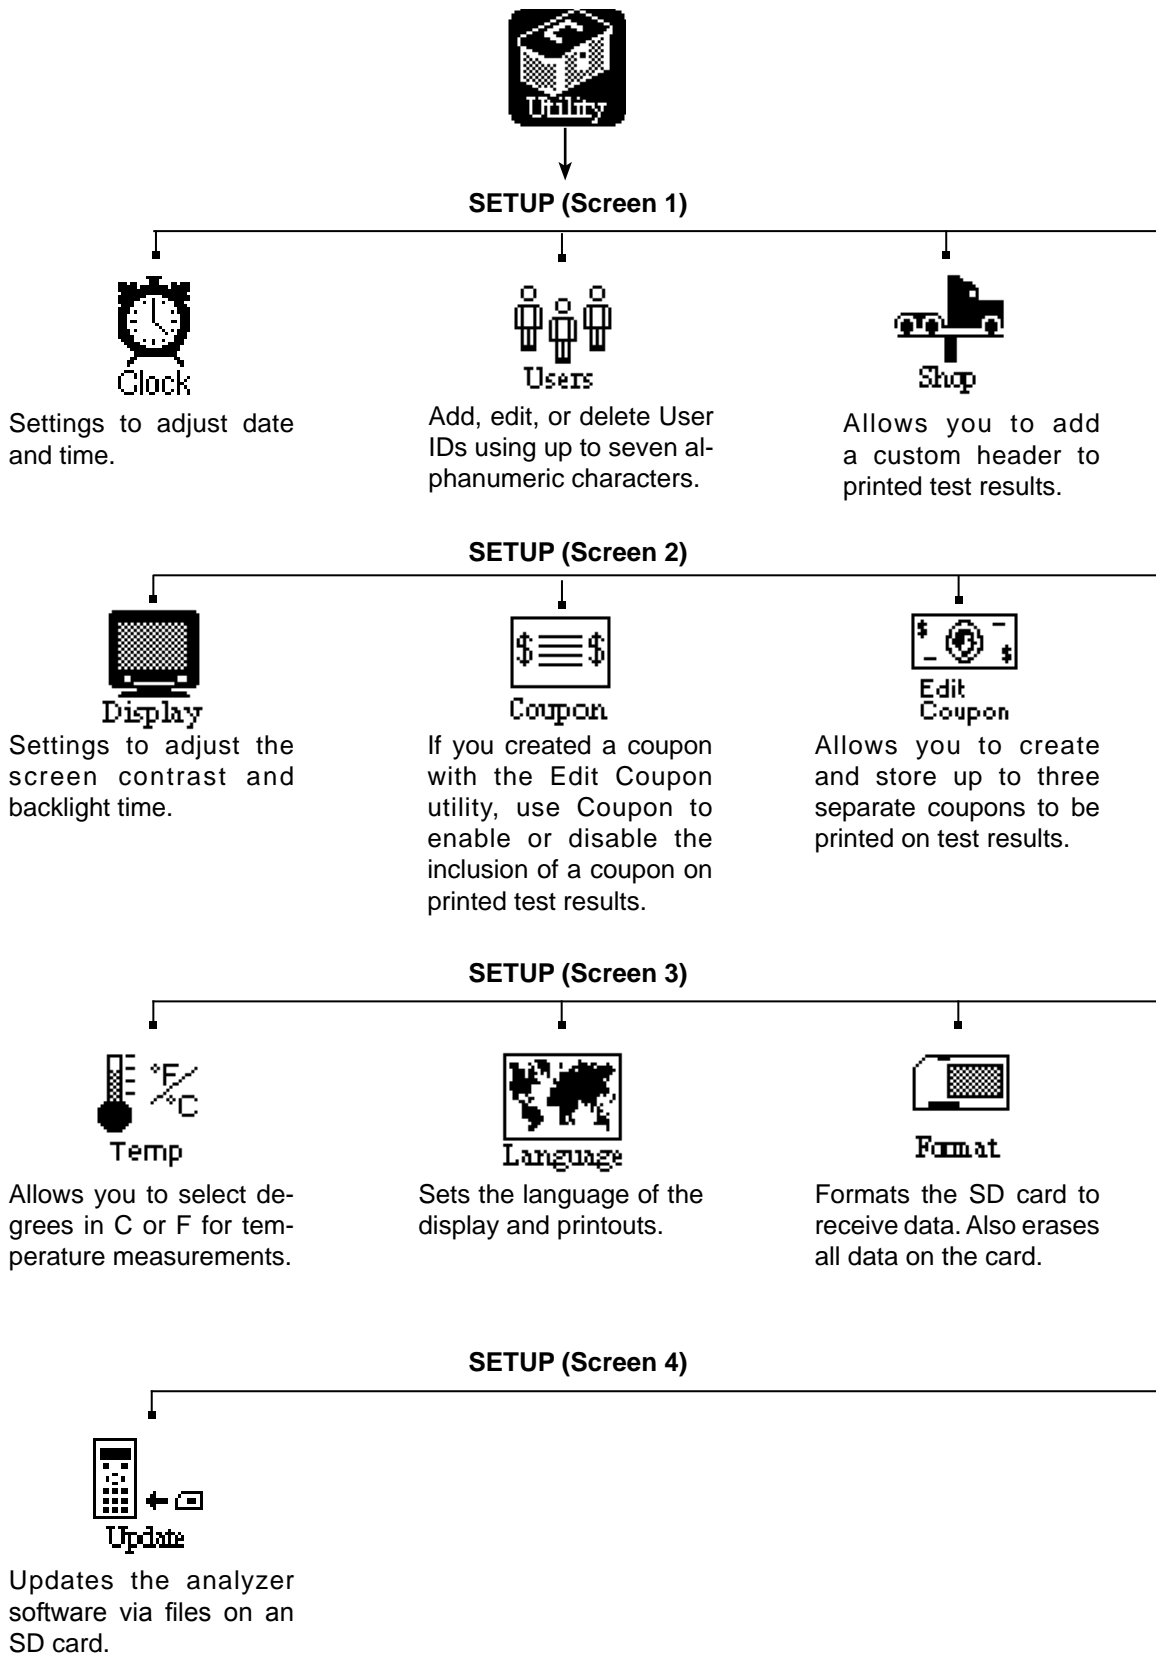 Utility
SETUP (Screen 1)
Clock
Settings to adjust date
and time.
Users
Add, edit, or delete User
IDs using up to seven al-
phanumeric characters.
Shop
Allows you to add
a custom header to
printed test results.
SETUP (Screen 2)
Display
Settings to adjust the
screen contrast and
backlight time.
$ $
Coupon
If you created a coupon
with the Edit Coupon
utility, use Coupon to
enable or disable the
inclusion of a coupon on
printed test results.
$ $
Edit
Coupon
Allows you to create
and store up to three
separate coupons to be
printed on test results.
SETUP (Screen 3)
°F/°C
Temp
Allows you to select de-
grees in C or F for tem-
perature measurements.
Language
Sets the language of the
display and printouts.
Format
Formats the SD card to
receive data. Also erases
all data on the card.
SETUP (Screen 4)
Update
Updates the analyzer
software via files on an
SD card.